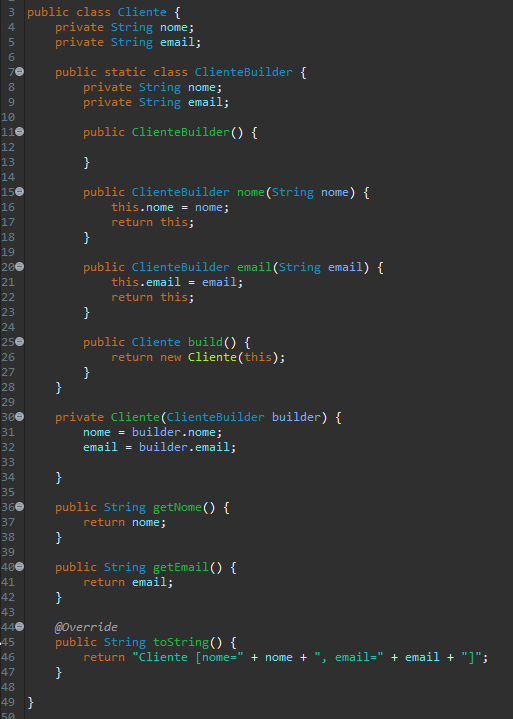 3 public class Cliente {
4     private String nome;
5     private String email;
6
7     public static class ClienteBuilder {
8         private String nome;
9         private String email;
10
11         public ClienteBuilder() {
12
13         }
14
15         public ClienteBuilder nome(String nome) {
16             this.nome = nome;
17             return this;
18         }
19
20         public ClienteBuilder email(String email) {
21             this.email = email;
22             return this;
23         }
24
25         public Cliente build() {
26             return new Cliente(this);
27         }
28     }
29
30     private Cliente(ClienteBuilder builder) {
31         nome = builder.nome;
32         email = builder.email;
33
34     }
35
36     public String getNome() {
37         return nome;
38     }
39
40     public String getEmail() {
41         return email;
42     }
43
44     @Override
45     public String toString() {
46         return "Cliente [nome=" + nome + ", email=" + email + "]";
47     }
48
49 }
50